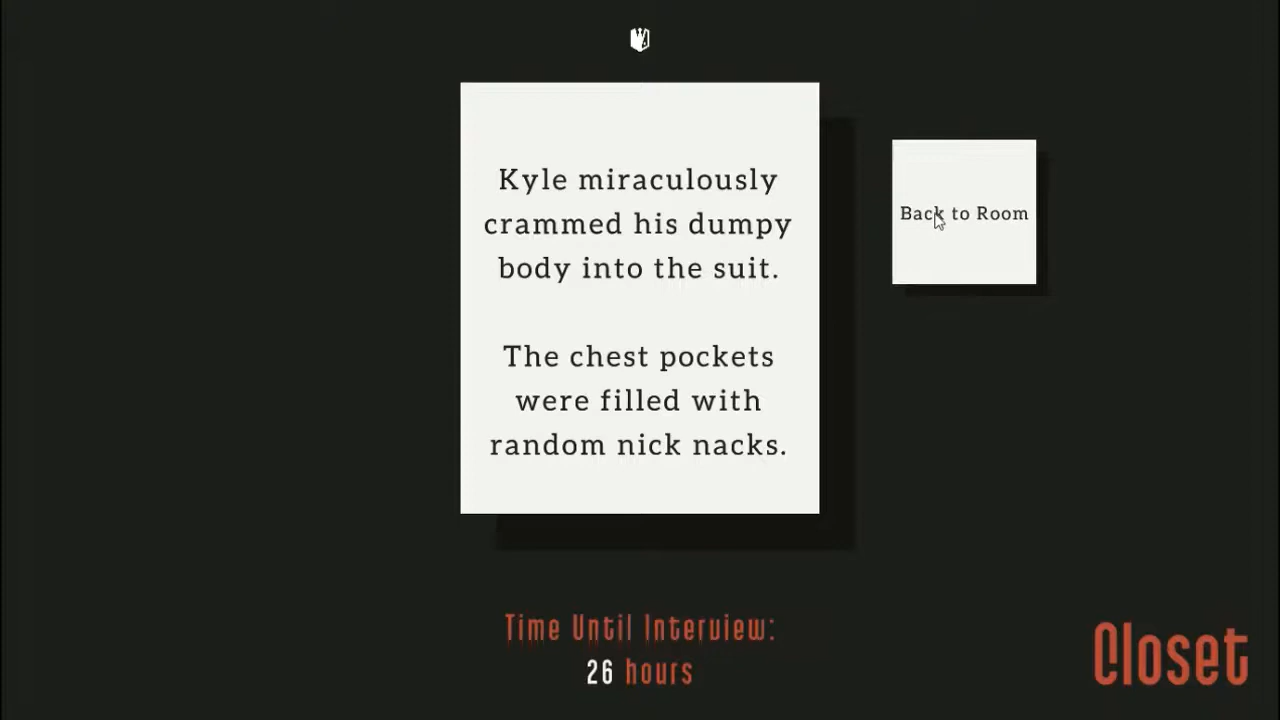 Kyle miraculously
crammed his dumpy
body into the suit.
The chest pockets
were filled with
random nick nacks.
Back to Room
Time Until Interview:
26 hours
Closet